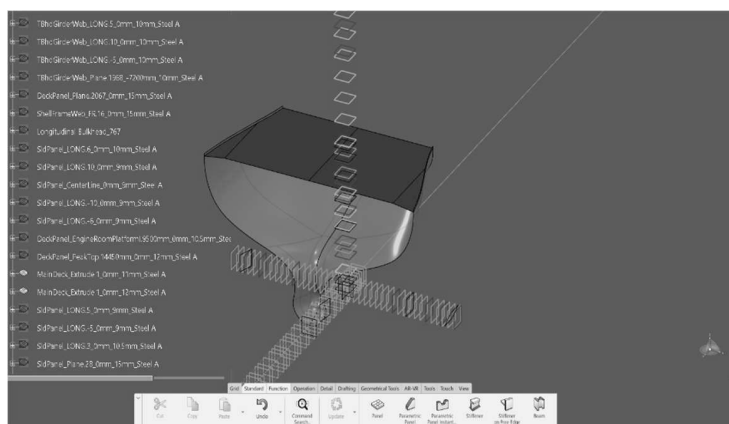 TBhdGirderWeb_LONG.5_0mm_10mm_Steel A
TBhdGirderWeb_LONG.10_0mm_10mm_Steel A
TBhdGirderWeb_LONG.-5_0mm_10mm_Steel A
TBhdGirderWeb_Plane.1968_-7200mm_10mm_Steel A
DeckPanel_Plane.2067_0mm_15mm_Steel A
ShellFrameWeb_FR.16_0mm_15mm_Steel A
Longitudinal Bulkhead_767
SidPanel_LONG.6_0mm_10mm_Steel A
SidPanel_LONG.10_0mm_9mm_Steel A
SidPanel_CenterLine_0mm_9mm_Steel A
SidPanel_LONG.-10_0mm_9mm_Steel A
SidPanel_LONG.-6_0mm_9mm_Steel A
DeckPanel_EngineRoomPlatform1.9500mm_0mm_10.5mm_Stee
DeckPanel_PeakTop.14450mm_0mm_12mm_Steel A
MainDeck_Extrude.1_0mm_11mm_Steel A
MainDeck_Extrude.1_0mm_12mm_Steel A
SidPanel_LONG.5_0mm_9mm_Steel A
SidPanel_LONG.-5_0mm_9mm_Steel A
SidPanel_LONG.3_0mm_10.5mm_Steel A
SidPanel_Plane.28_0mm_15mm_Steel A
Grid Standard Function Operation Detail Drafting Geometrical Tools AR-VR Tools Touch View
Cut Copy Paste Undo Command Search... Update Panel Parametric Panel Parametric Panel Instant... Stiffener Stiffener on Free Edge Beam